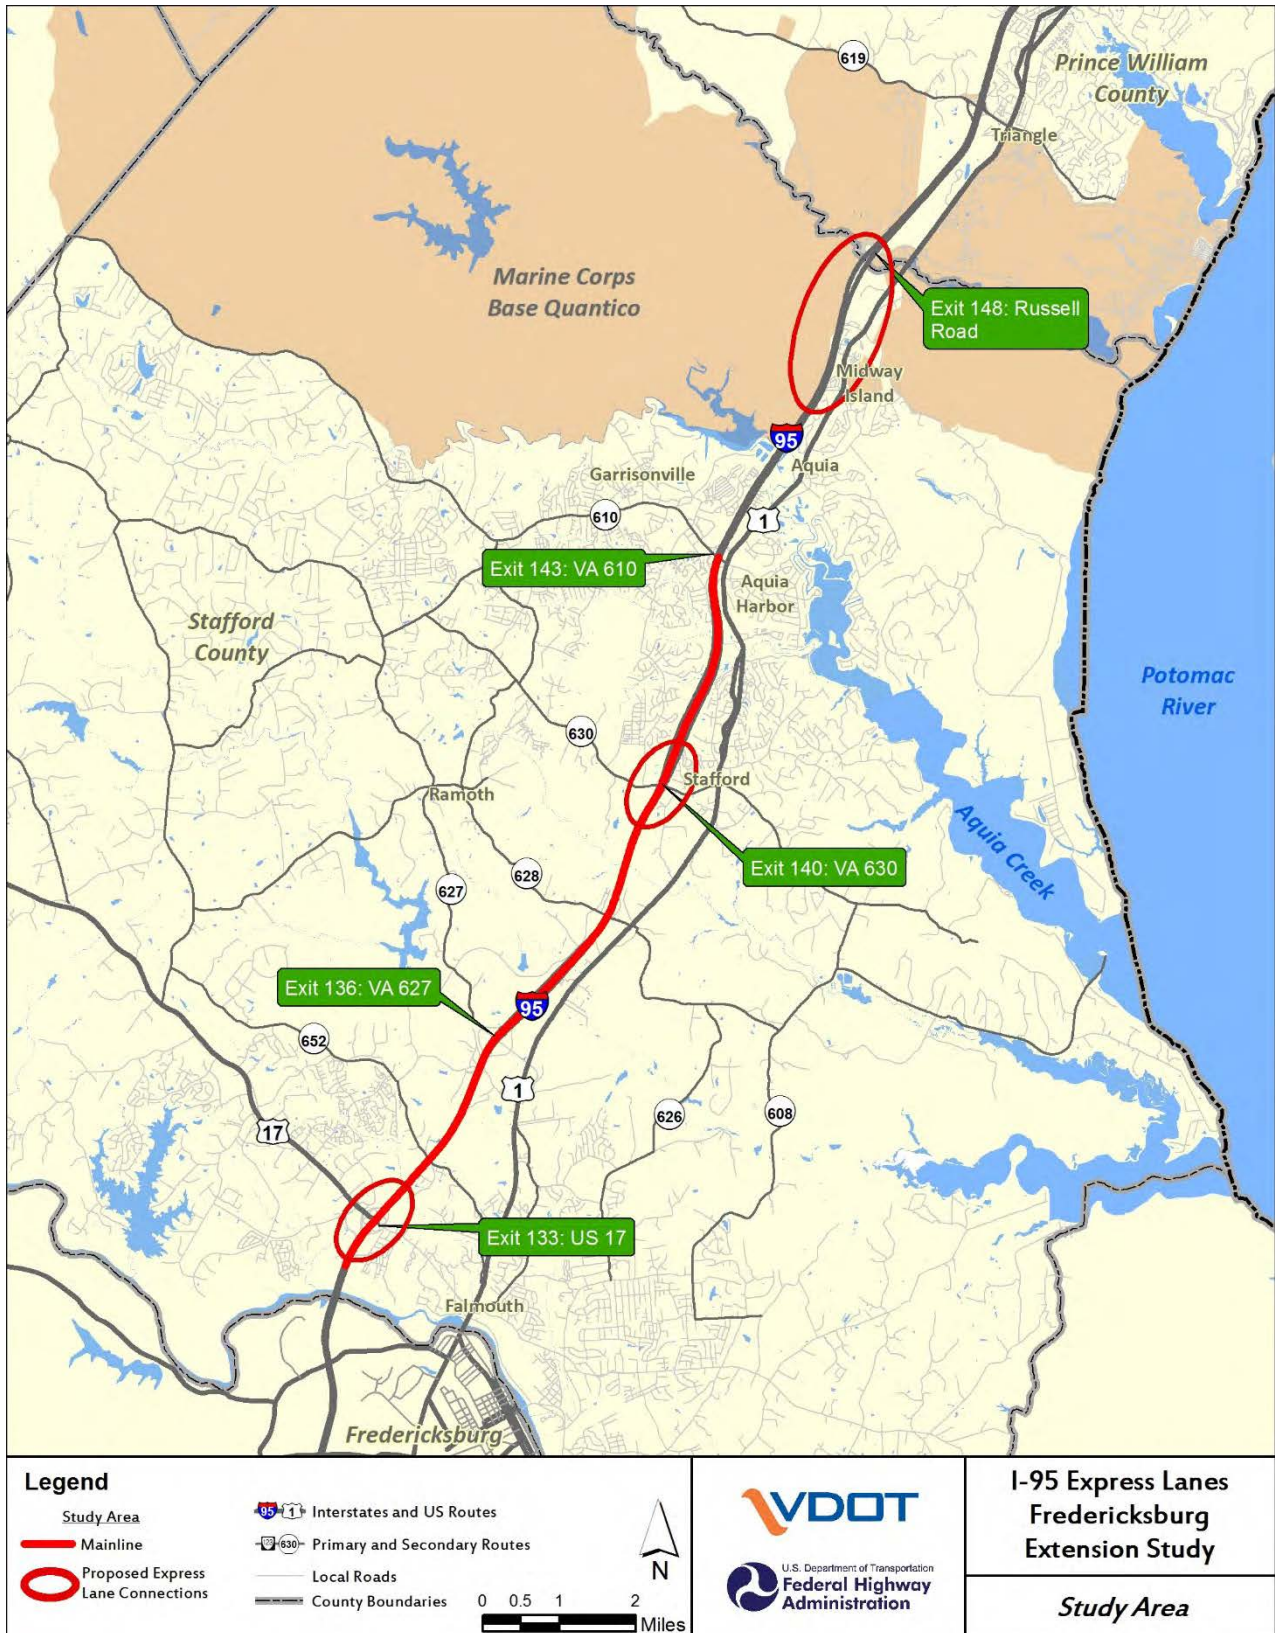 619
Prince William
County
Triangle
Marine Corps
Base Quantico
Exit 148: Russell
Road
Midway
Island
95
Aquia
Garrisonville
610
1
Exit 143: VA 610
Aquia
Harbor
Stafford
County
Potomac
River
630
Stafford
Ramoth
Aquia Creek
Exit 140: VA 630
627
628
Exit 136: VA 627
95
652
1
626
608
17
Exit 133: US 17
Falmouth
Fredericksburg
Legend
Study Area
Mainline
Proposed Express
Lane Connections
95 1 Interstates and US Routes
630 Primary and Secondary Routes
Local Roads
County Boundaries
N
0 0.5 1 2
Miles
VDOT
U.S. Department of Transportation
Federal Highway
Administration
I-95 Express Lanes
Fredericksburg
Extension Study
Study Area